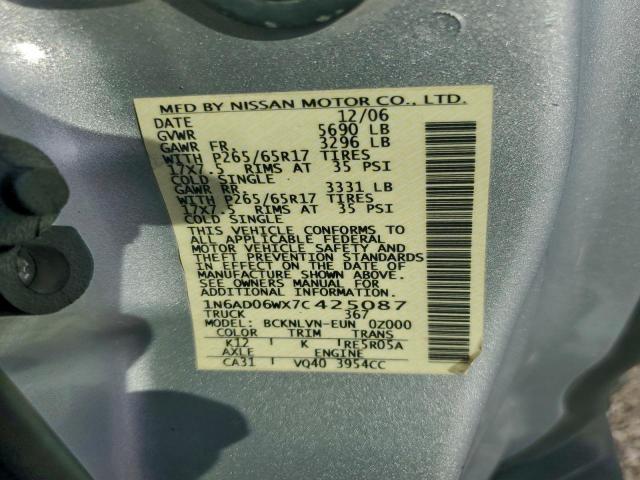 MFD BY NISSAN MOTOR CO., LTD.
DATE 12/06
GVWR 5690 LB
GAWR FR. 3296 LB
WITH P265/65R17 TIRES
17X7.5 RIMS AT 35 PSI
COLD SINGLE
GAWR RR. 3331 LB
WITH P265/65R17 TIRES
17X7.5 RIMS AT 35 PSI
COLD SINGLE
THIS VEHICLE CONFORMS TO
ALL APPLICABLE FEDERAL
MOTOR VEHICLE SAFETY AND
THEFT PREVENTION STANDARDS
IN EFFECT ON THE DATE OF
MANUFACTURE SHOWN ABOVE.
SEE OWNERS MANUAL FOR
ADDITIONAL INFORMATION.
1N6AD06WX7C425087
TRUCK 367
MODEL: BCKNLVN-EUN 0Z000
COLOR TRIM TRANS
K12 K RE5R05A
AXLE ENGINE
CA31 VQ40 3954CC